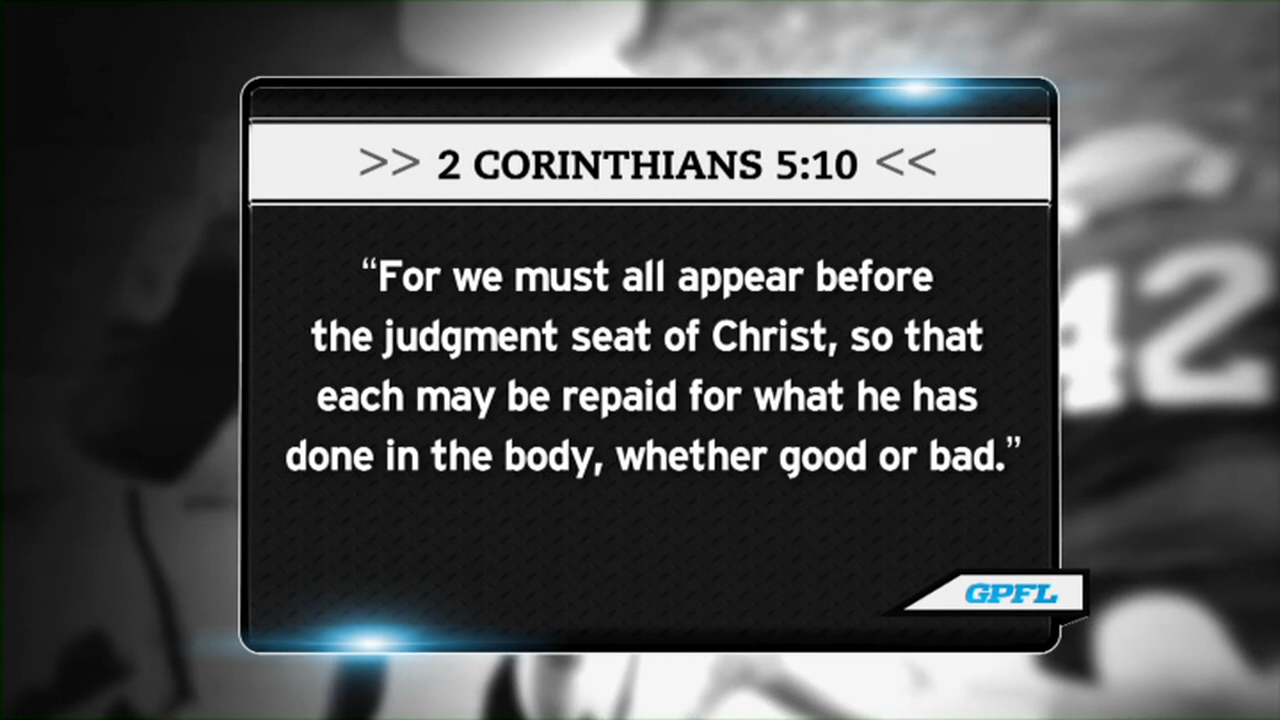 >> 2 CORINTHIANS 5:10 <<
“For we must all appear before
the judgment seat of Christ, so that
each may be repaid for what he has
done in the body, whether good or bad.”
42
GPFL